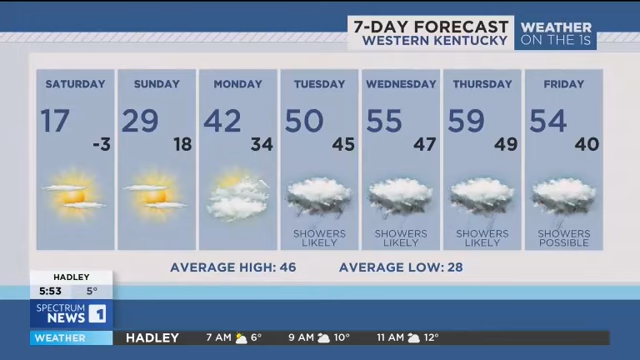 7-DAY FORECAST
WESTERN KENTUCKY
WEATHER
ON THE 1s
SATURDAY SUNDAY MONDAY TUESDAY WEDNESDAY THURSDAY FRIDAY
17 29 42 50 55 59 54
-3 18 34 45 47 49 40
SHOWERS LIKELY SHOWERS LIKELY SHOWERS LIKELY SHOWERS POSSIBLE
AVERAGE HIGH: 46 AVERAGE LOW: 28
HADLEY
5:53 5°
SPECTRUM
NEWS 1
WEATHER HADLEY 7 AM 6° 9 AM 10° 11 AM 12°